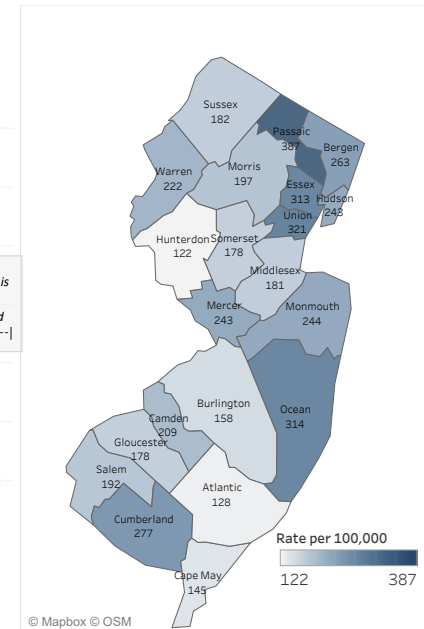 Sussex
182
Passaic
387
Bergen
263
Warren
222
Morris
197
Essex
313
Hudson
243
Union
321
Hunterdon
122
Somerset
178
Middlesex
181
is
d
--|
Mercer
243
Monmouth
244
Burlington
158
Ocean
314
Camden
209
Gloucester
178
Salem
192
Atlantic
128
Cumberland
277
Cape May
145
Rate per 100,000
122 387
© Mapbox © OSM